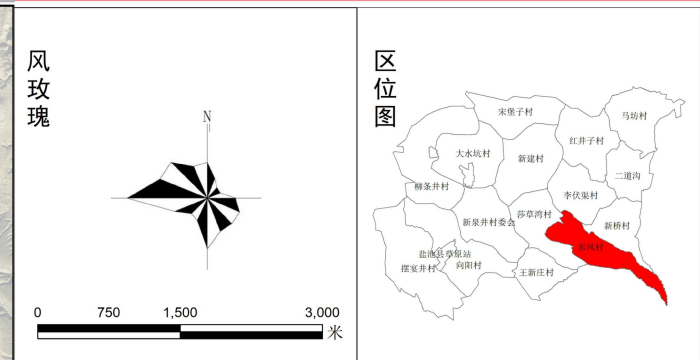 风玫瑰
N
0 750 1,500 3,000
米
区位图
宋堡子村
马坊村
红井子村
大水坑村
新建村
二道沟
柳条井村
李伏渠村
莎草湾村
新泉井村委会
新桥村
东风村
盐池县草原站
向阳村
摆宴井村
王新庄村